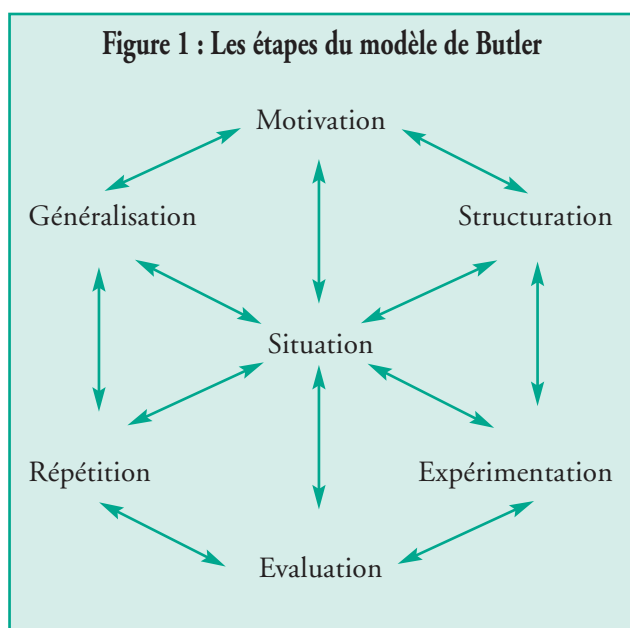 Figure 1 : Les étapes du modèle de Butler
Motivation
Généralisation
Structuration
Situation
Répétition
Expérimentation
Evaluation